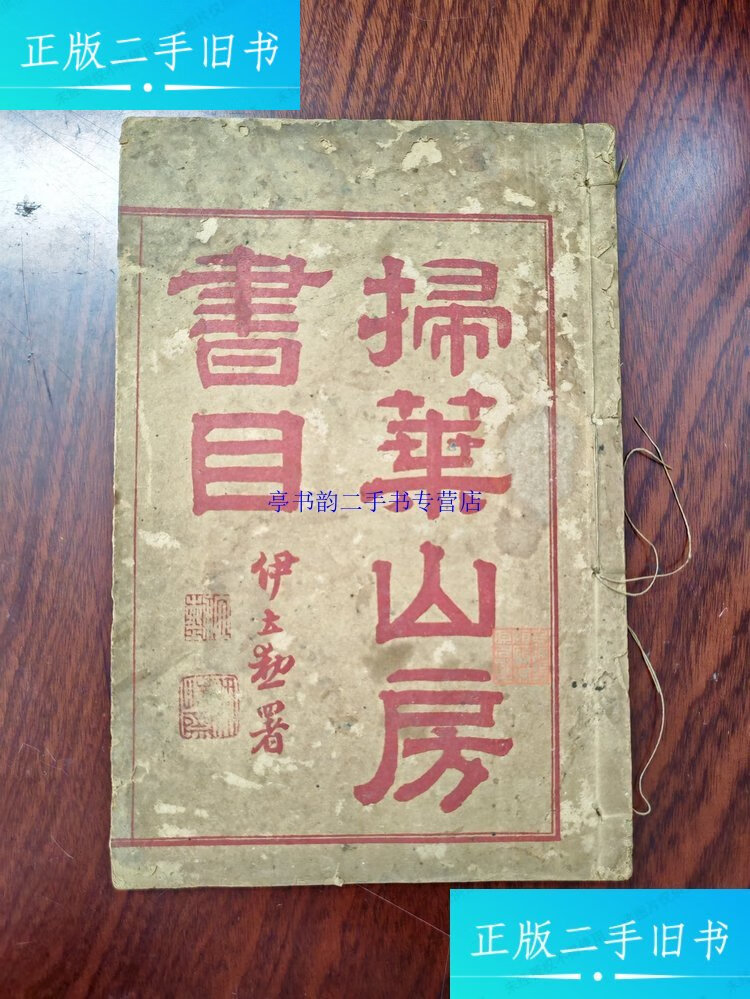 正版二手旧书
掃葉山房
書目
伊立勳署
亭书韵二手书专营店
正版二手旧书